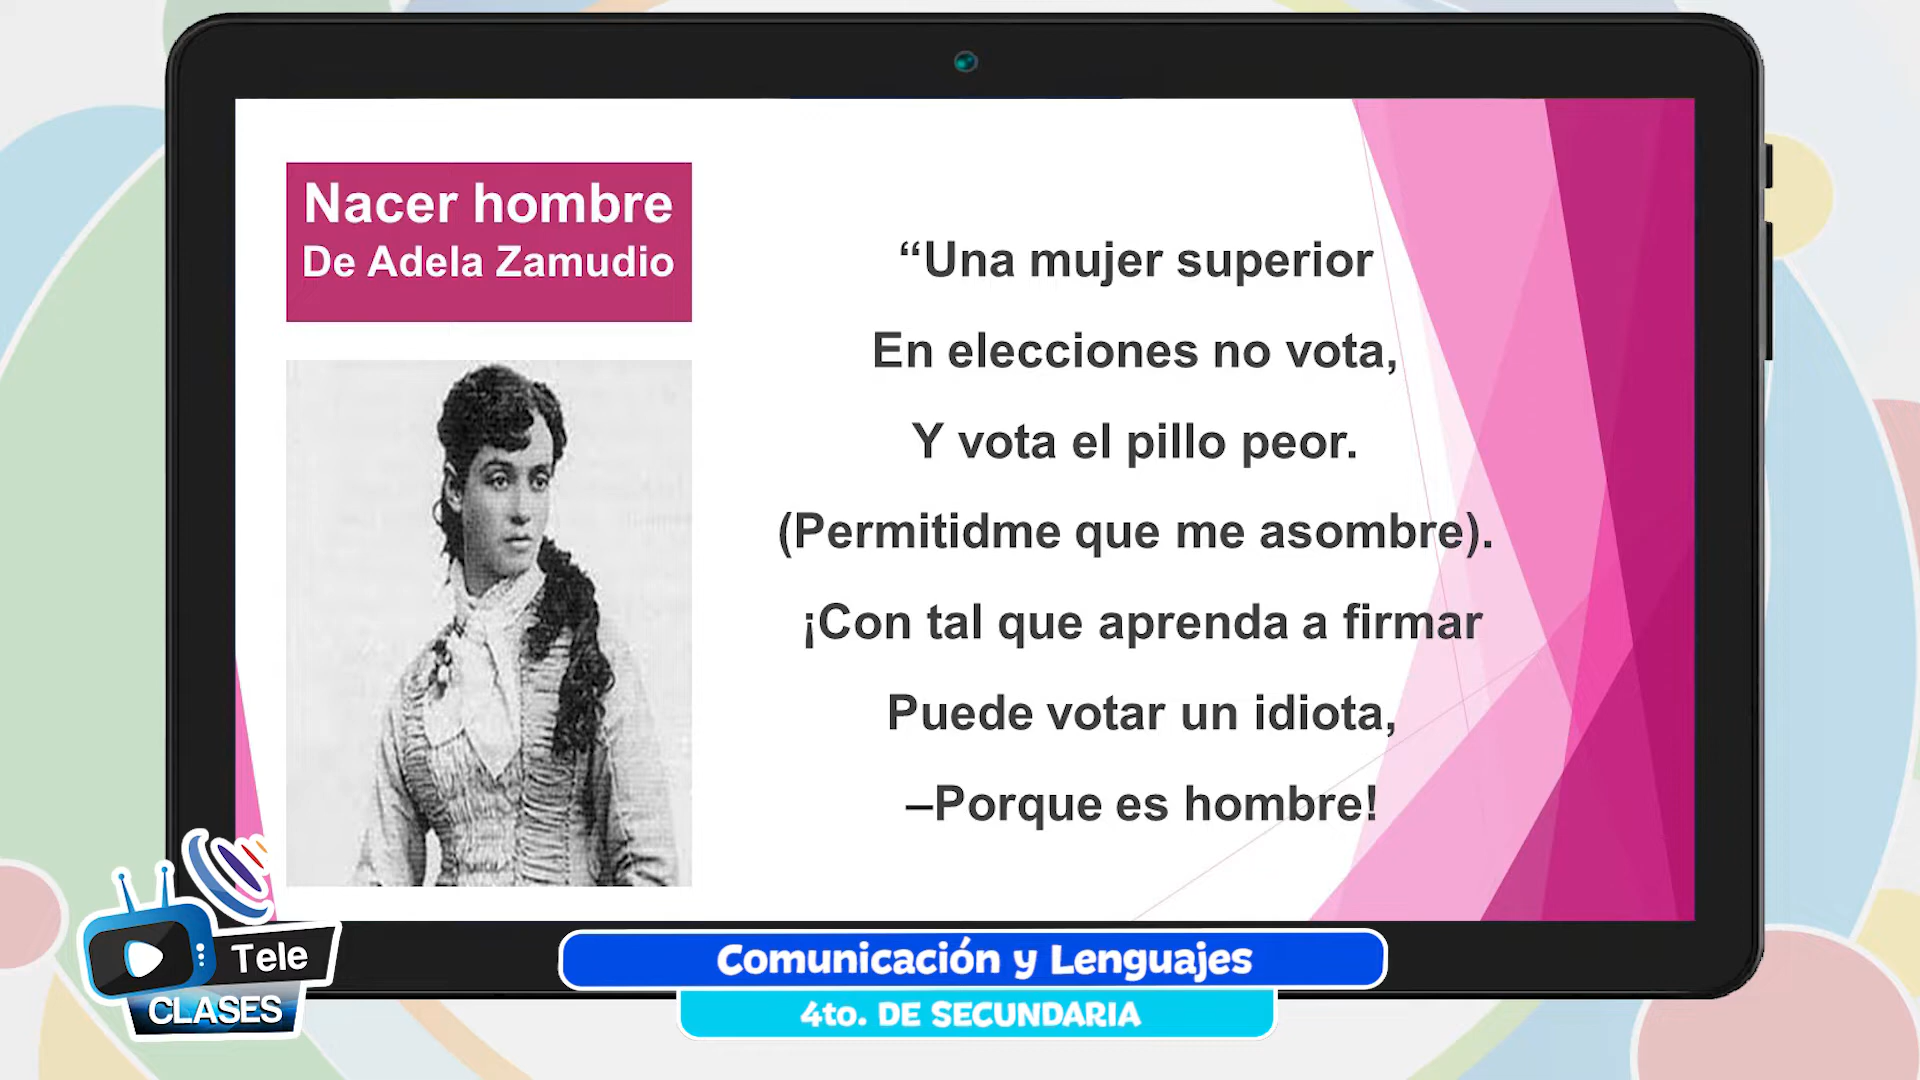 Nacer hombre
De Adela Zamudio
“Una mujer superior
En elecciones no vota,
Y vota el pillo peor.
(Permitidme que me asombre).
¡Con tal que aprenda a firmar
Puede votar un idiota,
–Porque es hombre!
Tele
CLASES
Comunicación y Lenguajes
4to. DE SECUNDARIA